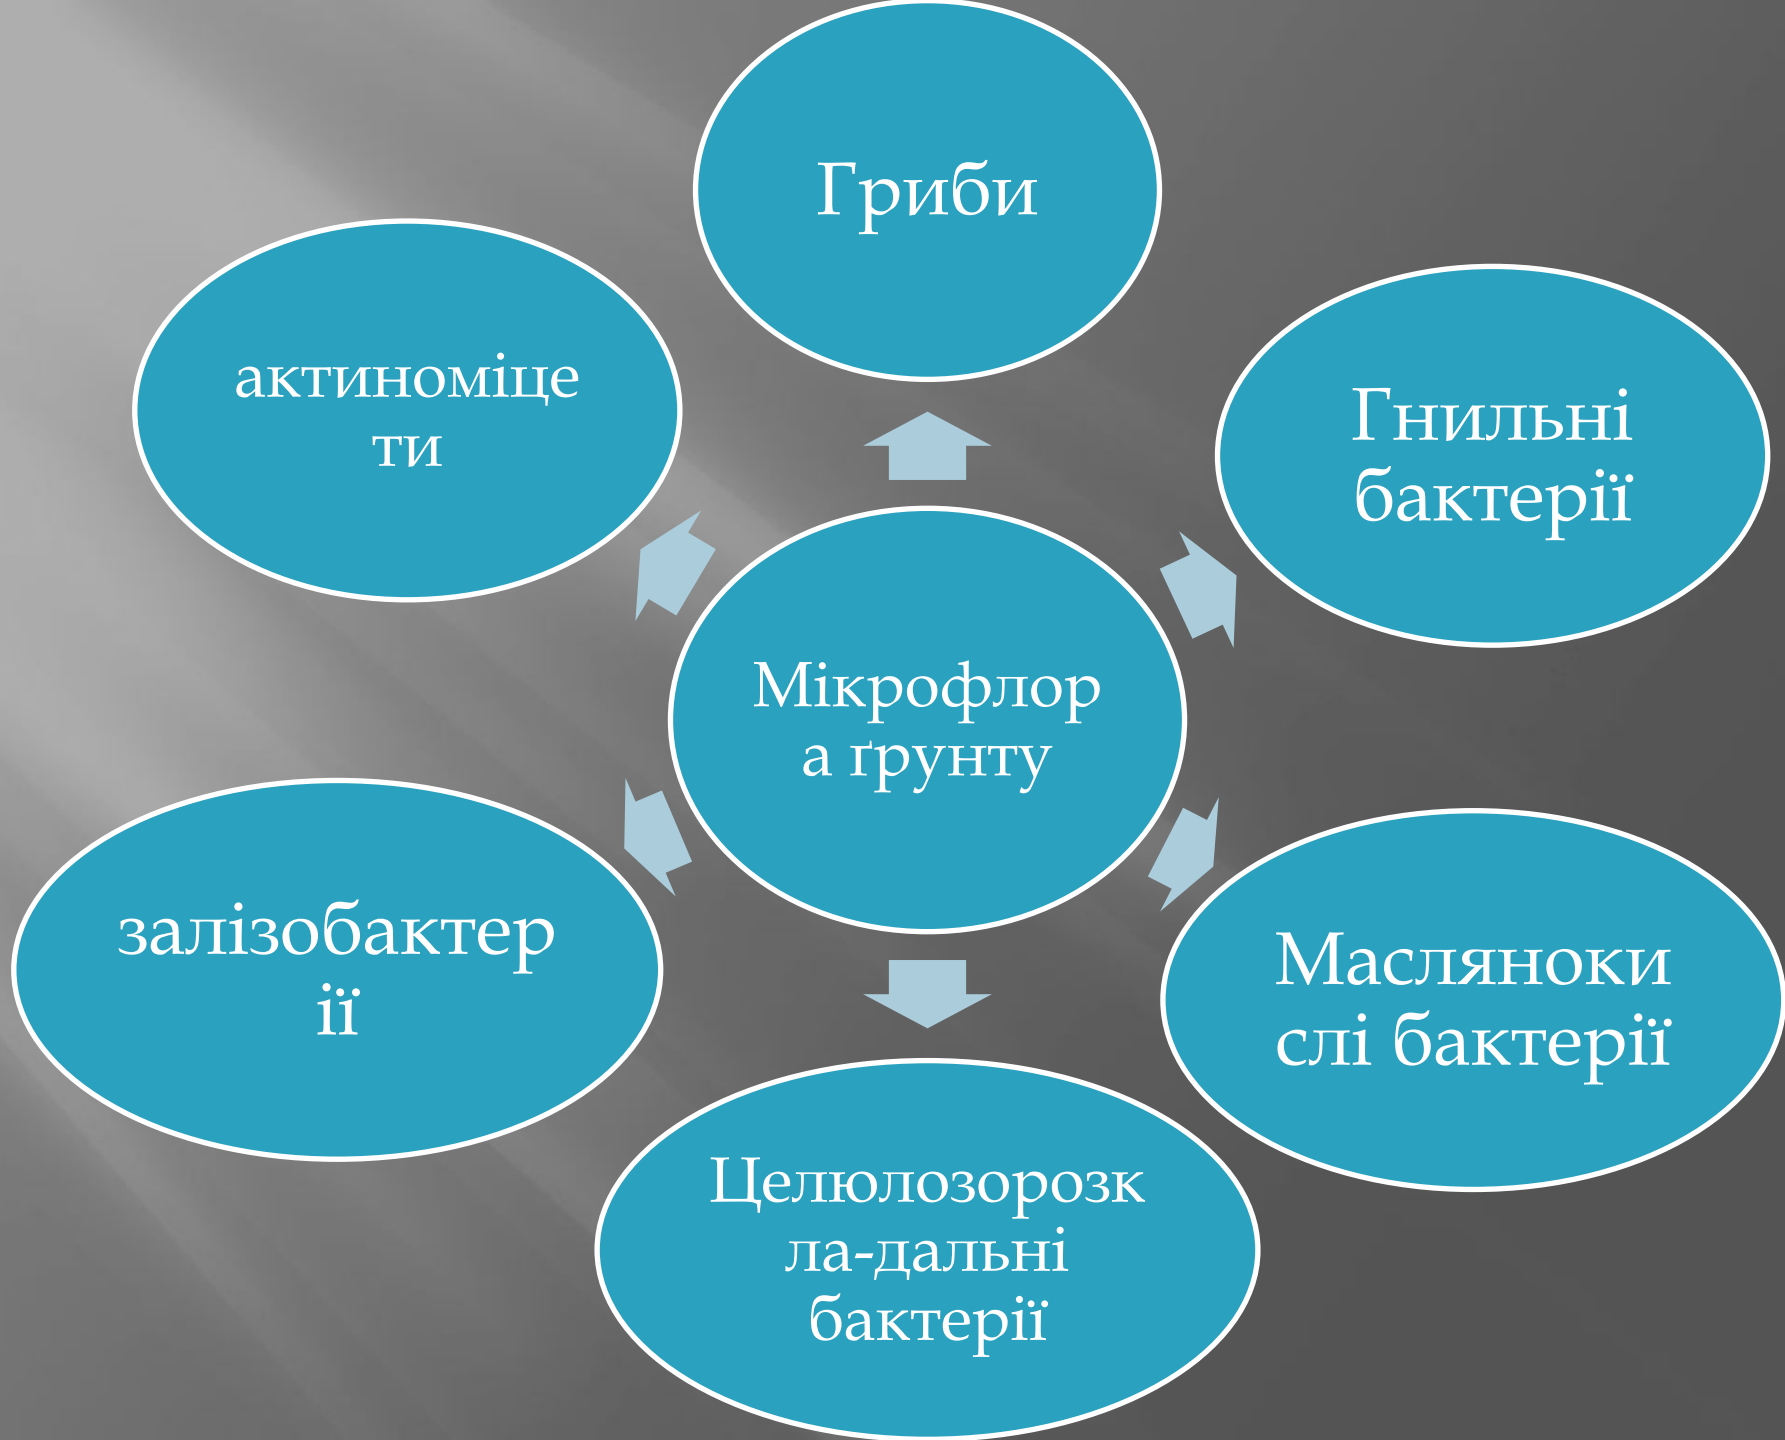 Гриби
актиноміце
ти
Гнильні
бактерії
Мікрофлор
а ґрунту
залізобактер
ії
Масляноки
слі бактерії
Целюлозорозк
ла-дальні
бактерії